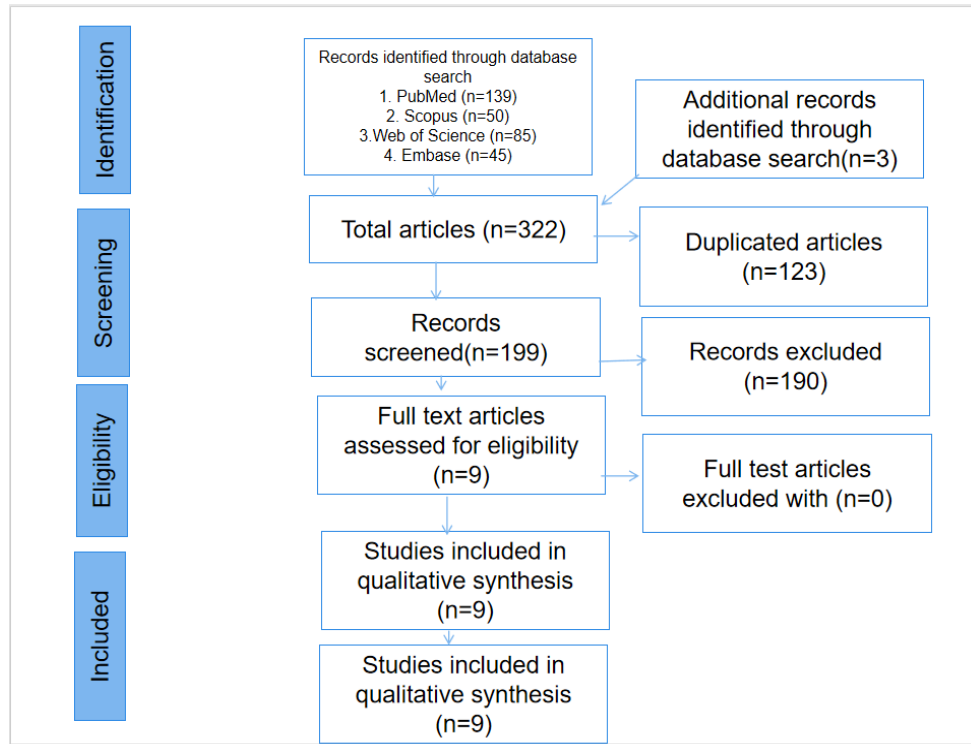 Identification
Records identified through database
search
1. PubMed (n=139)
2. Scopus (n=50)
3.Web of Science (n=85)
4. Embase (n=45)
Additional records
identified through
database search(n=3)
Total articles (n=322)
Duplicated articles
(n=123)
Screening
Records
screened(n=199)
Records excluded
(n=190)
Eligibility
Full text articles
assessed for eligibility
(n=9)
Full test articles
excluded with (n=0)
Included
Studies included in
qualitative synthesis
(n=9)
Studies included in
qualitative synthesis
(n=9)